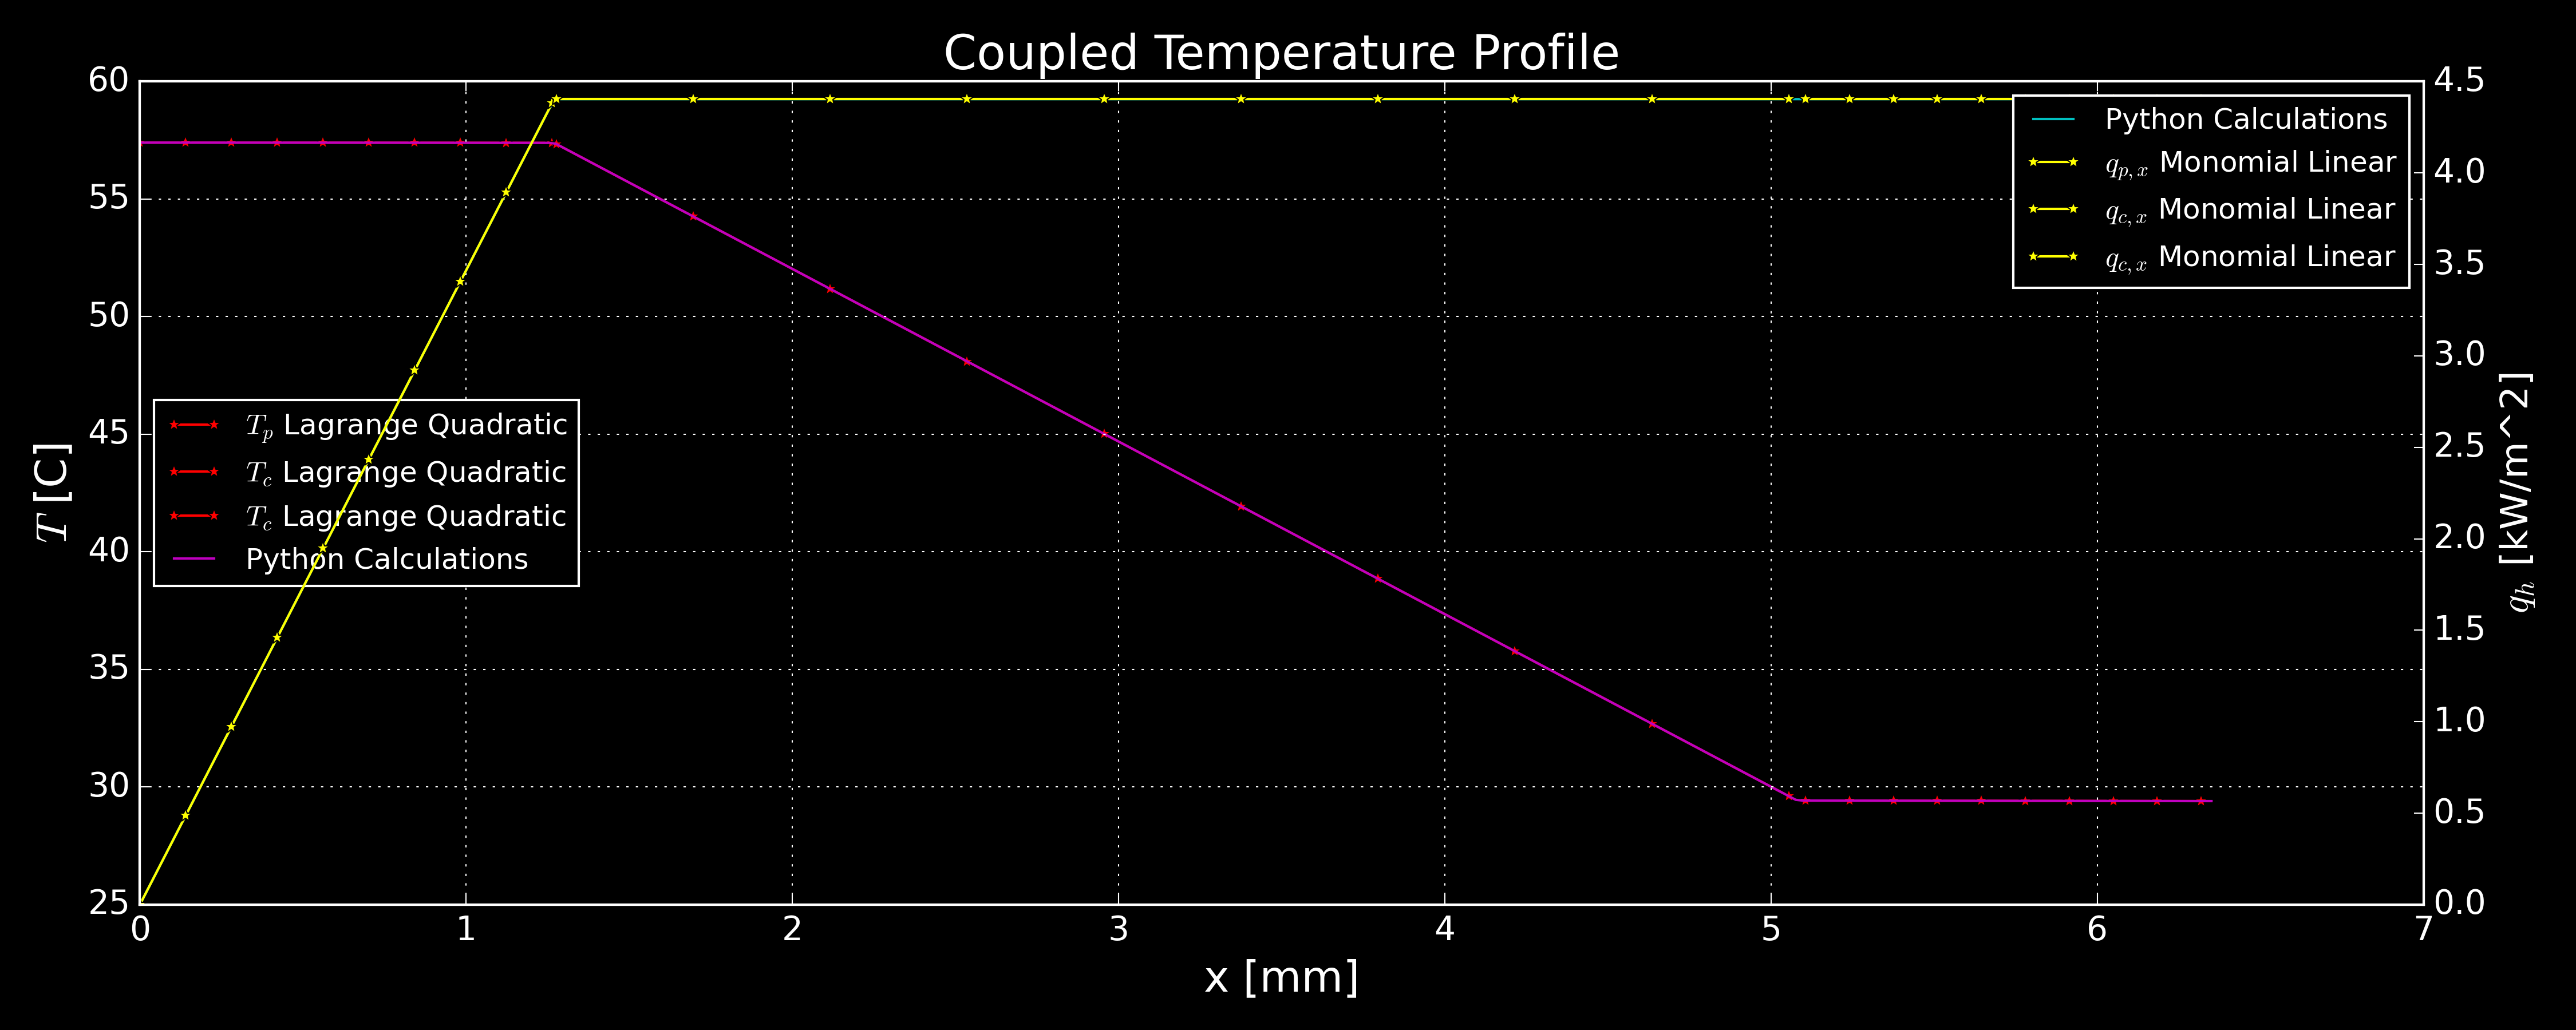 Coupled Temperature Profile
60
55
50
45
40
35
30
25
T [C]
T_p Lagrange Quadratic
T_c Lagrange Quadratic
T_c Lagrange Quadratic
Python Calculations
Python Calculations
q_{p,x} Monomial Linear
q_{c,x} Monomial Linear
q_{c,x} Monomial Linear
4.5
4.0
3.5
3.0
2.5
2.0
1.5
1.0
0.5
0.0
q_h [kW/m^2]
0 1 2 3 4 5 6 7
x [mm]